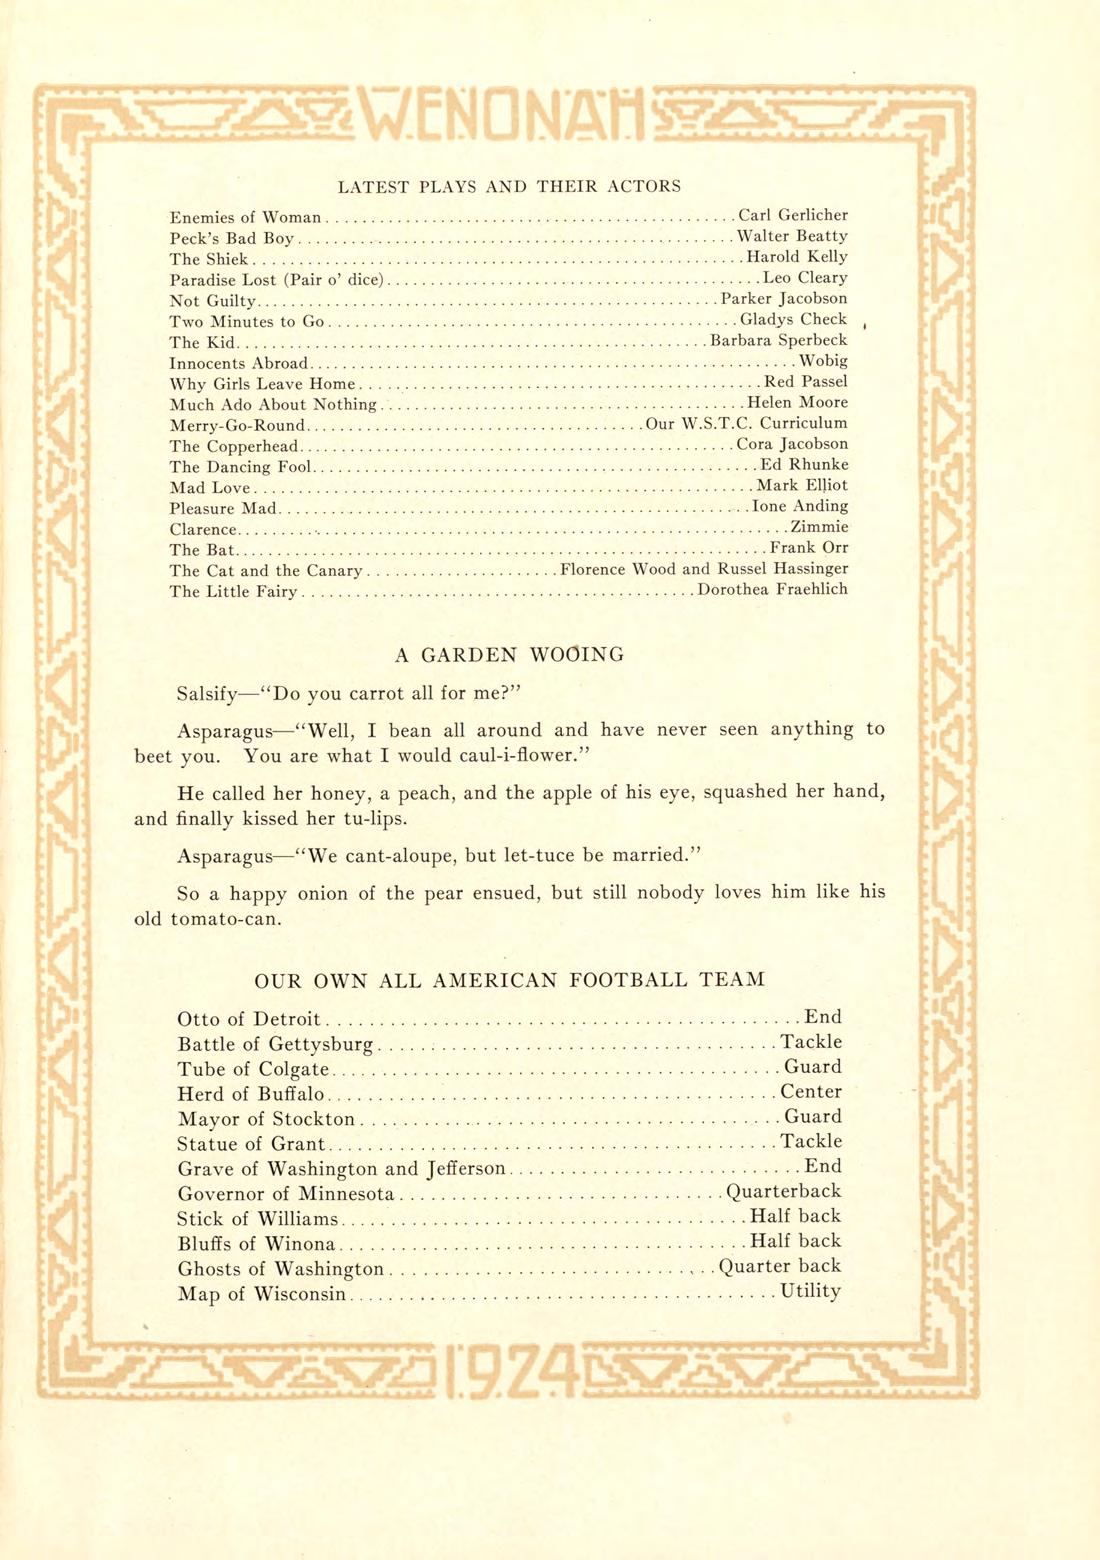 WENONAH
LATEST PLAYS AND THEIR ACTORS
Enemies of Woman............................................Carl Gerlicher
Peck's Bad Boy...............................................Walter Beatty
The Shiek.....................................................Harold Kelly
Paradise Lost (Pair o' dice)........................................Leo Cleary
Not Guilty..................................................Parker Jacobson
Two Minutes to Go............................................Gladys Check
The Kid...................................................Barbara Sperbeck
Innocents Abroad....................................................Wobig
Why Girls Leave Home...........................................Red Passel
Much Ado About Nothing.......................................Helen Moore
Merry-Go-Round....................................Our W.S.T.C. Curriculum
The Copperhead...............................................Cora Jacobson
The Dancing Fool................................................Ed Rhunke
Mad Love......................................................Mark Elliot
Pleasure Mad...................................................Ione Anding
Clarence...........................................................Zimmie
The Bat.........................................................Frank Orr
The Cat and the Canary.....................Florence Wood and Russel Hassinger
The Little Fairy..........................................Dorothea Fraehlich
A GARDEN WOOING
Salsify—“Do you carrot all for me?”
Asparagus—“Well, I bean all around and have never seen anything to
beet you. You are what I would caul-i-flower.”
He called her honey, a peach, and the apple of his eye, squashed her hand,
and finally kissed her tu-lips.
Asparagus—“We cant-aloupe, but let-tuce be married.”
So a happy onion of the pear ensued, but still nobody loves him like his
old tomato-can.
OUR OWN ALL AMERICAN FOOTBALL TEAM
Otto of Detroit..............................................End
Battle of Gettysburg.......................................Tackle
Tube of Colgate............................................Guard
Herd of Buffalo............................................Center
Mayor of Stockton.........................................Guard
Statue of Grant............................................Tackle
Grave of Washington and Jefferson............................End
Governor of Minnesota...............................Quarterback
Stick of Williams.......................................Half back
Bluffs of Winona........................................Half back
Ghosts of Washington................................Quarter back
Map of Wisconsin.........................................Utility
1924